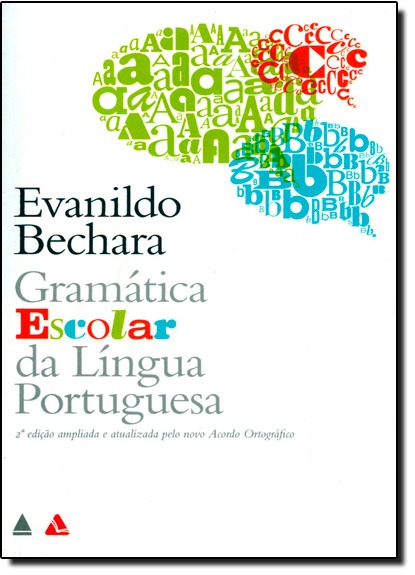 Evanildo
Bechara
Gramática
Escolar
da Língua
Portuguesa
2ª edição ampliada e atualizada pelo novo Acordo Ortográfico